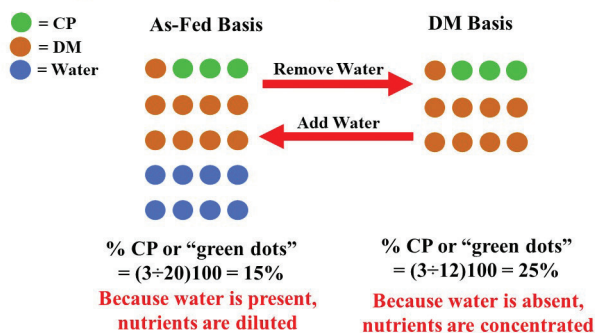 = CP
= DM
= Water
As-Fed Basis
DM Basis
Remove Water
Add Water
% CP or “green dots”
= (3÷20)100 = 15%
Because water is present,
nutrients are diluted
% CP or “green dots”
= (3÷12)100 = 25%
Because water is absent,
nutrients are concentrated